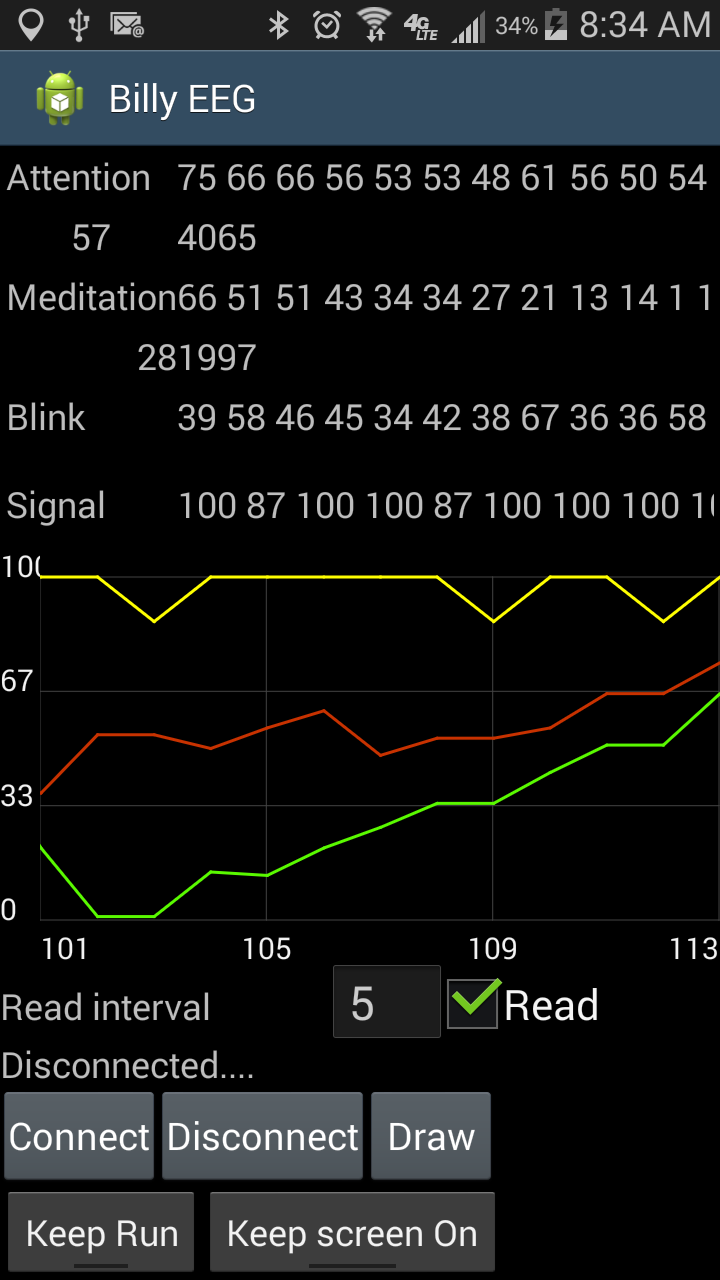 4G LTE 34% 8:34 AM
Billy EEG
Attention 75 66 66 56 53 53 48 61 56 50 54
57 4065
Meditation66 51 51 43 34 34 27 21 13 14 1 1
281997
Blink 39 58 46 45 34 42 38 67 36 36 58
Signal 100 87 100 100 87 100 100 100 10
100
67
33
0
101 105 109 113
Read interval 5 Read
Disconnected....
Connect Disconnect Draw
Keep Run Keep screen On